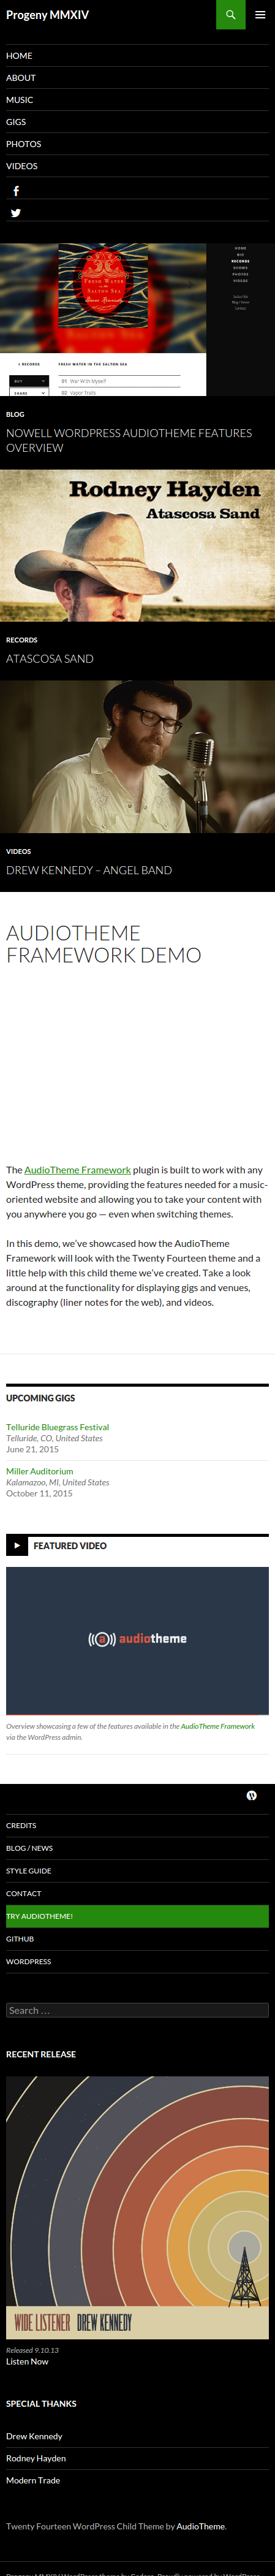 Progeny MMXIV
HOME
ABOUT
MUSIC
GIGS
PHOTOS
VIDEOS
FRESH WATER IN THE
SALTON SEA
HOME
BIO
RECORDS
SHOWS
PHOTOS
VIDEOS
Contact
< RECORDS
FRESH WATER IN THE SALTON SEA
BUY
01 War With Myself
SHARE
02 Vapor Trails
BLOG
NOWELL WORDPRESS AUDIOTHEME FEATURES
OVERVIEW
Rodney Hayden
Atascosa Sand
RECORDS
ATASCOSA SAND
VIDEOS
DREW KENNEDY – ANGEL BAND
AUDIOTHEME
FRAMEWORK DEMO
The AudioTheme Framework plugin is built to work with any
WordPress theme, providing the features needed for a music-
oriented website and allowing you to take your content with
you anywhere you go — even when switching themes.
In this demo, we've showcased how the AudioTheme
Framework will look with the Twenty Fourteen theme and a
little help with this child theme we've created. Take a look
around at the functionality for displaying gigs and venues,
discography (liner notes for the web), and videos.
UPCOMING GIGS
Telluride Bluegrass Festival
Telluride, CO, United States
June 21, 2015
Miller Auditorium
Kalamazoo, MI, United States
October 11, 2015
FEATURED VIDEO
audiotheme
Overview showcasing a few of the features available in the AudioTheme Framework
via the WordPress admin.
CREDITS
BLOG / NEWS
STYLE GUIDE
CONTACT
TRY AUDIOTHEME!
GITHUB
WORDPRESS
Search …
RECENT RELEASE
WIDE LISTENER DREW KENNEDY
Released 9.10.13
Listen Now
SPECIAL THANKS
Drew Kennedy
Rodney Hayden
Modern Trade
Twenty Fourteen WordPress Child Theme by AudioTheme.